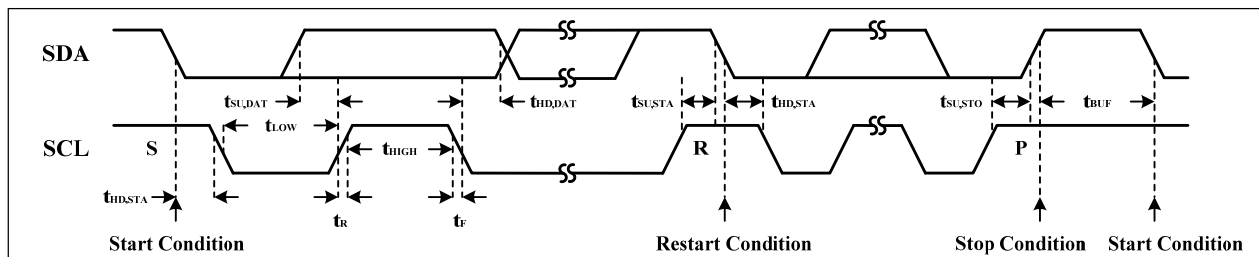 SDA
tSU,DAT
tHD,DAT
tSU,STA
tHD,STA
tSU,STO
tBUF
tLOW
SCL
S
tHIGH
R
P
tHD,STA
tR
tF
Start Condition
Restart Condition
Stop Condition
Start Condition